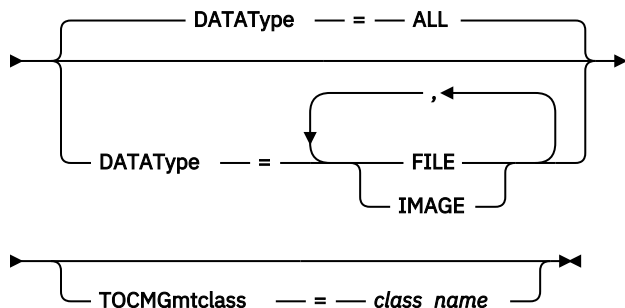 DATAType = ALL
,
DATAType = FILE
IMAGE
TOCMGmtclass = class_name